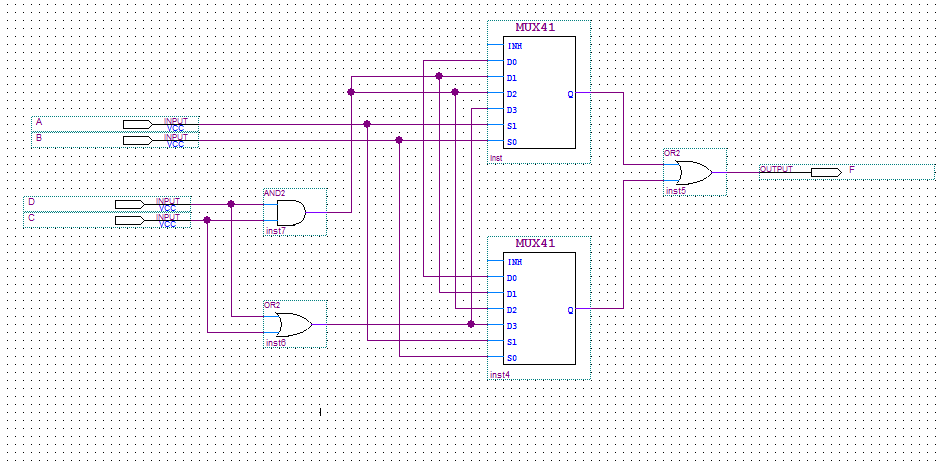 MUX41
INH
D0
D1
D2
D3
S1
S0
Q
inst
A
INPUT
VCC
B
INPUT
VCC
OR2
inst5
OUTPUT
F
D
INPUT
VCC
C
INPUT
VCC
AND2
inst7
MUX41
INH
D0
D1
D2
D3
S1
S0
Q
inst4
OR2
inst6